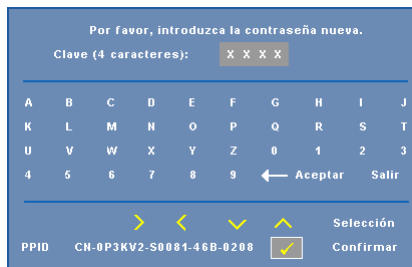 Por favor, introduzca la contraseña nueva.
Clave (4 caracteres): X X X X
A B C D E F G H I J
K L M N O P Q R S T
U V W X Y Z 0 1 2 3
4 5 6 7 8 9 ← Aceptar Salir
Selección
PPID CN-0P3KV2-S0081-46B-0208 Confirmar